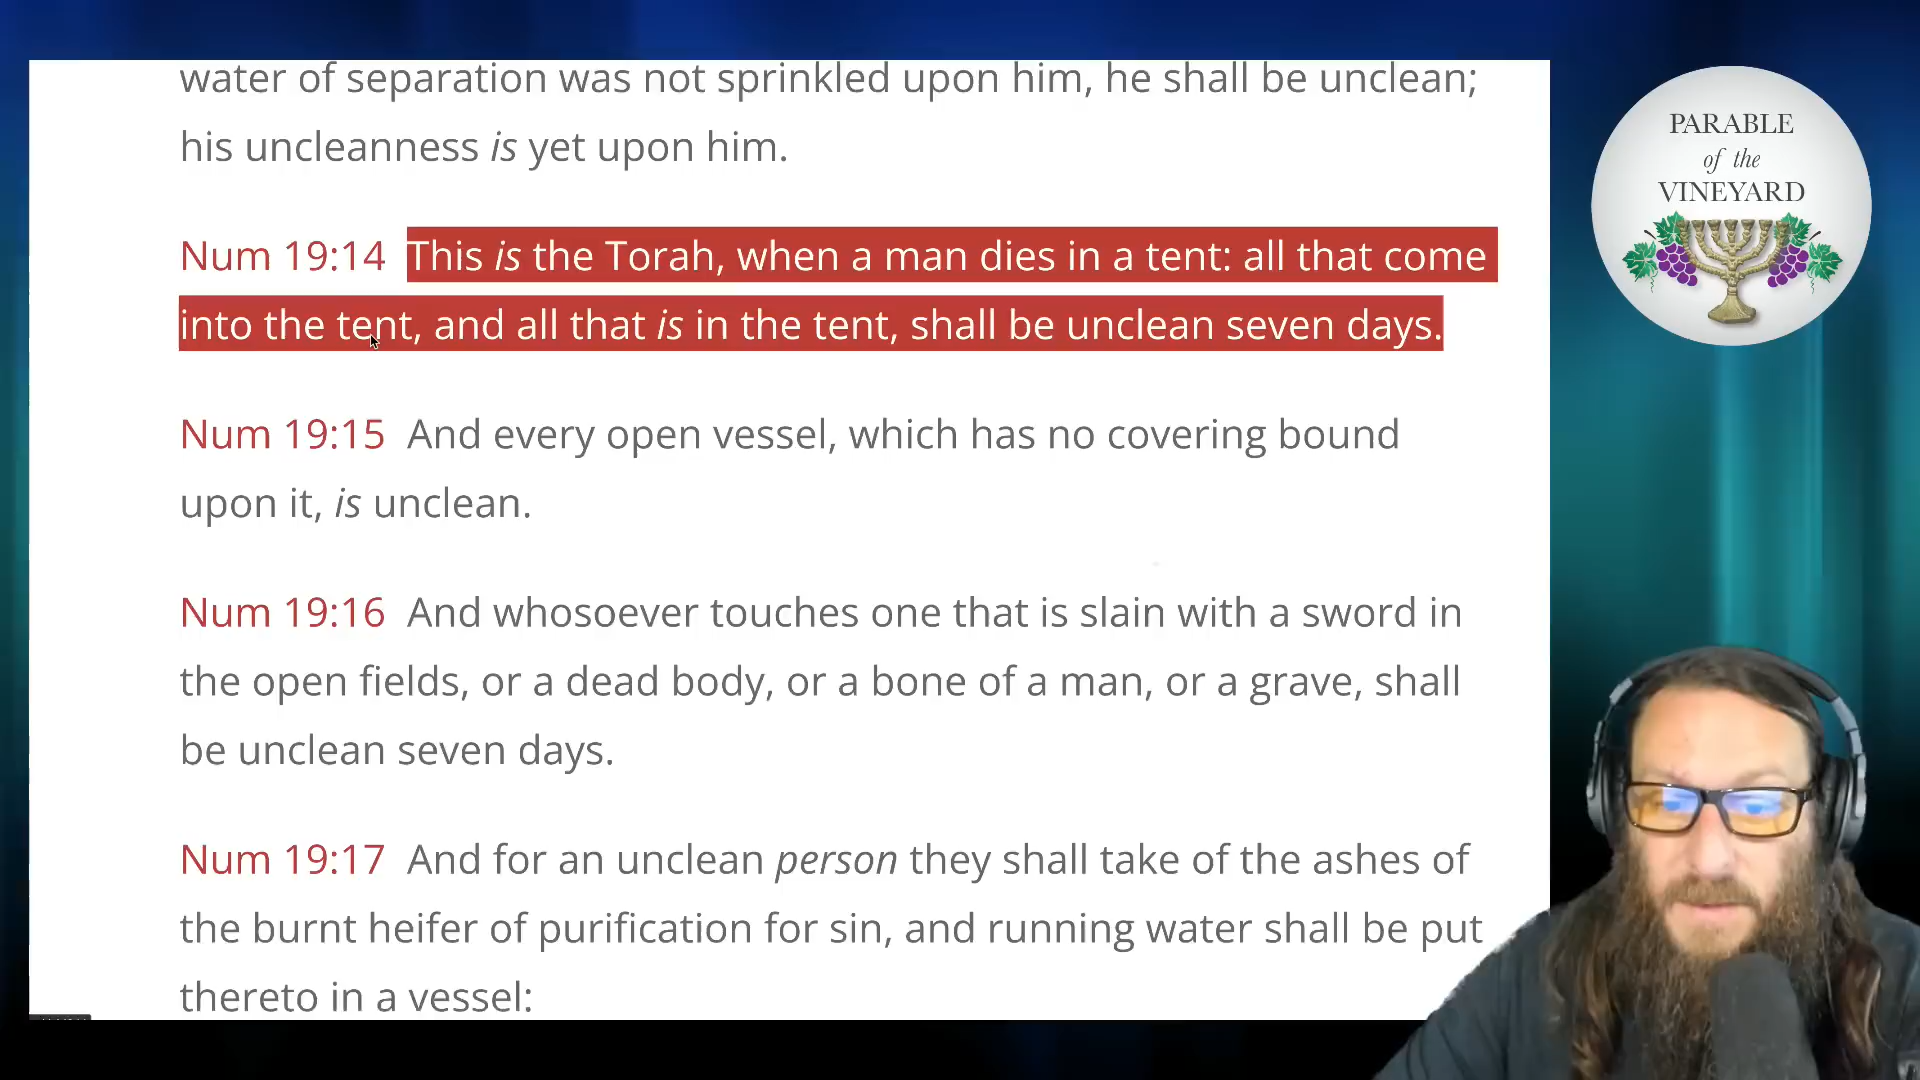 water of separation was not sprinkled upon him, he shall be unclean;
his uncleanness is yet upon him.
Num 19:14 This is the Torah, when a man dies in a tent: all that come
into the tent, and all that is in the tent, shall be unclean seven days.
Num 19:15 And every open vessel, which has no covering bound
upon it, is unclean.
Num 19:16 And whosoever touches one that is slain with a sword in
the open fields, or a dead body, or a bone of a man, or a grave, shall
be unclean seven days.
Num 19:17 And for an unclean person they shall take of the ashes of
the burnt heifer of purification for sin, and running water shall be put
thereto in a vessel:
PARABLE
of the
VINEYARD